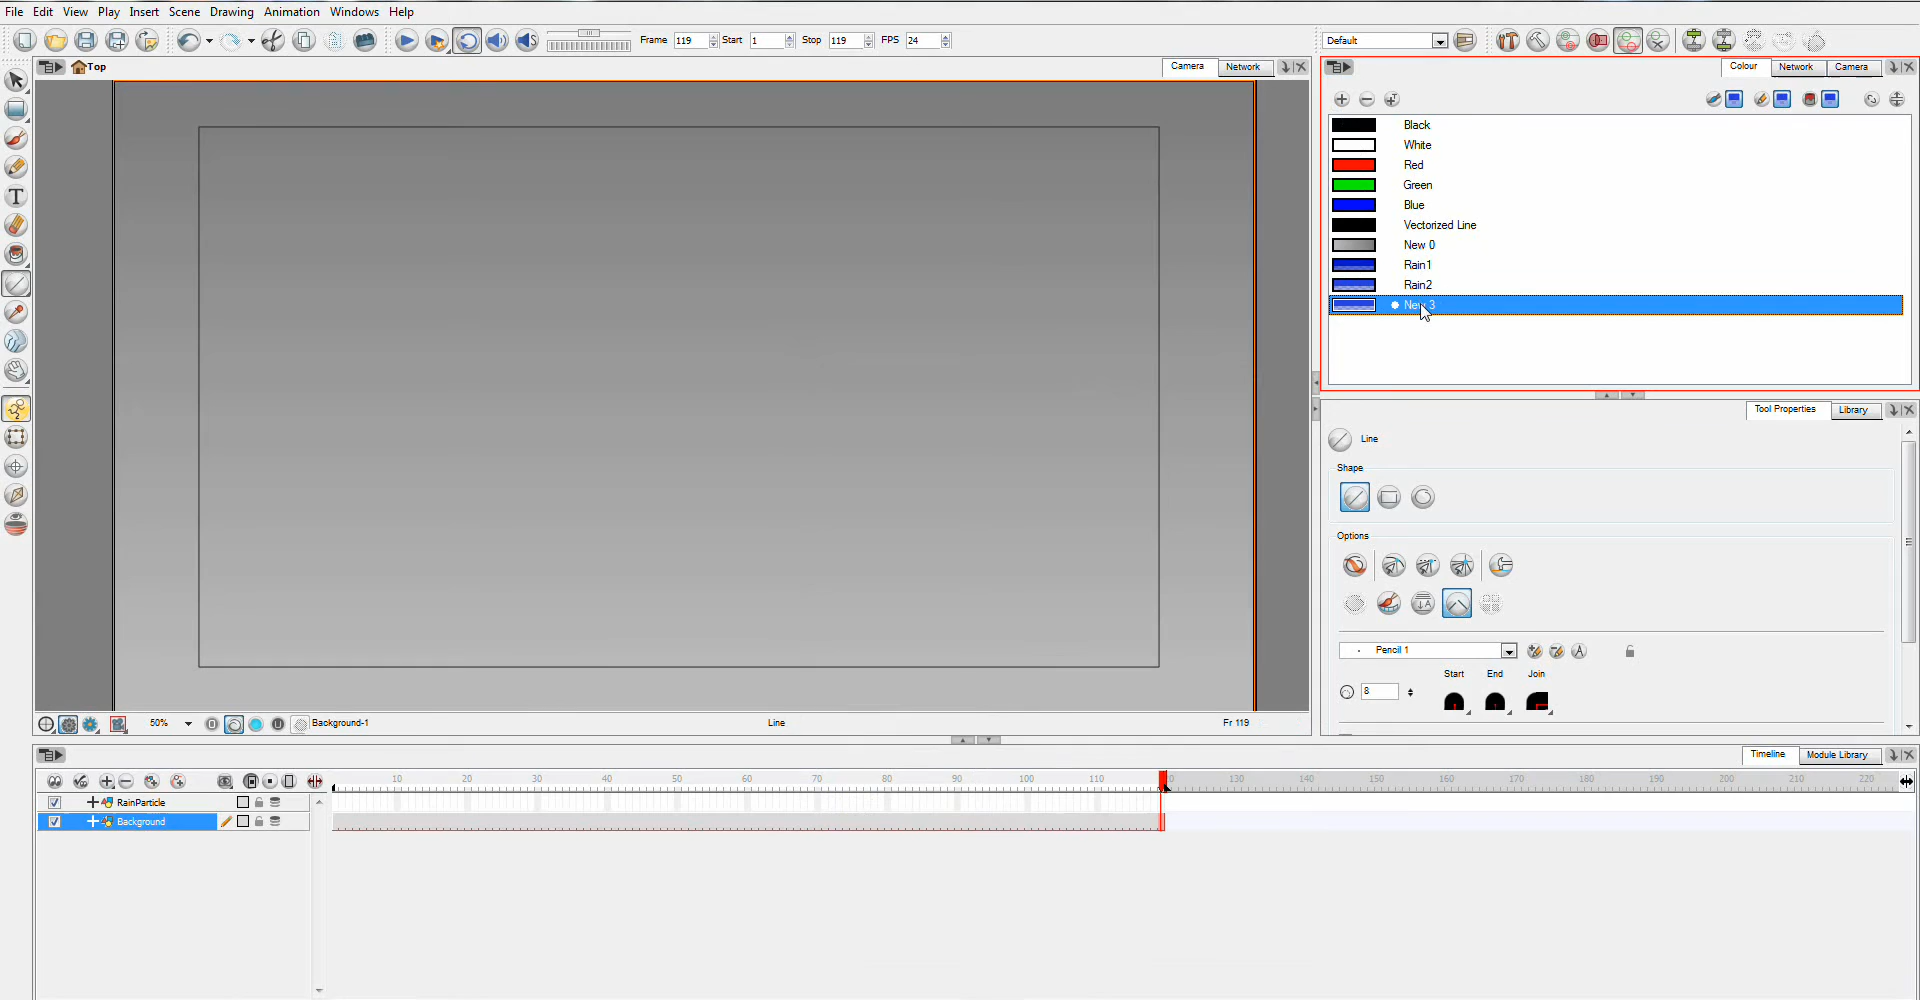 File Edit View Play Insert Scene Drawing Animation Windows Help
Frame 119 Start 1 Stop 119 FPS 24 Default
Top Camera Network Colour Network Camera
Black
White
Red
Green
Blue
Vectorized Line
New 0
Rain1
Rain2
New 3
Tool Properties Library
Line
Shape
Options
Pencil 1
Start End Join
8
50% Background-1 Line Fr 119
Timeline Module Library
10 20 30 40 50 60 70 80 90 100 110 130 140 150 160 170 180 190 200 210 220
RainParticle
Background